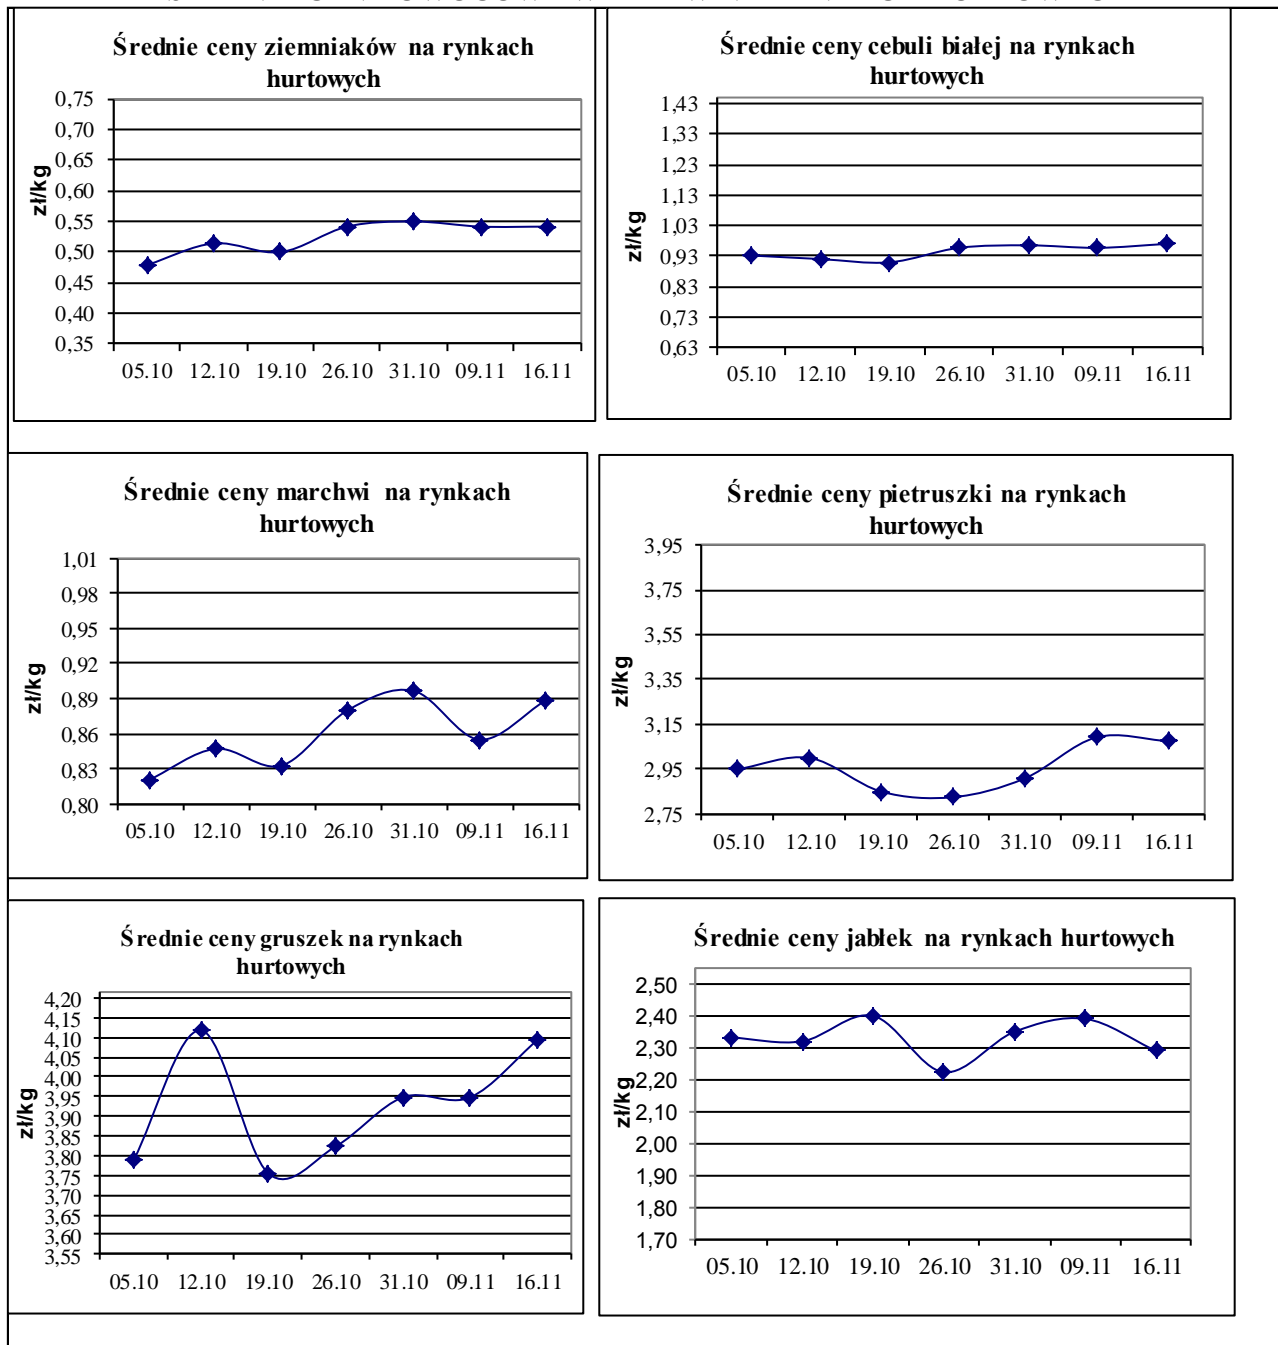 Średnie ceny ziemniaków na rynkach
hurtowych
zł/kg
0,75
0,70
0,65
0,60
0,55
0,50
0,45
0,40
0,35
05.10 12.10 19.10 26.10 31.10 09.11 16.11
Średnie ceny cebuli białej na rynkach
hurtowych
zł/kg
1,43
1,33
1,23
1,13
1,03
0,93
0,83
0,73
0,63
05.10 12.10 19.10 26.10 31.10 09.11 16.11
Średnie ceny marchwi na rynkach
hurtowych
zł/kg
1,01
0,98
0,95
0,92
0,89
0,86
0,83
0,80
05.10 12.10 19.10 26.10 31.10 09.11 16.11
Średnie ceny pietruszki na rynkach
hurtowych
zł/kg
3,95
3,75
3,55
3,35
3,15
2,95
2,75
05.10 12.10 19.10 26.10 31.10 09.11 16.11
Średnie ceny gruszek na rynkach
hurtowych
zł/kg
4,20
4,15
4,10
4,05
4,00
3,95
3,90
3,85
3,80
3,75
3,70
3,65
3,60
3,55
05.10 12.10 19.10 26.10 31.10 09.11 16.11
Średnie ceny jabłek na rynkach hurtowych
zł/kg
2,50
2,40
2,30
2,20
2,10
2,00
1,90
1,80
1,70
05.10 12.10 19.10 26.10 31.10 09.11 16.11